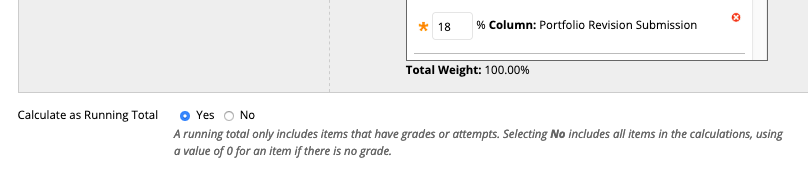 * 18 % Column: Portfolio Revision Submission
Total Weight: 100.00%
Calculate as Running Total Yes No
A running total only includes items that have grades or attempts. Selecting No includes all items in the calculations, using
a value of 0 for an item if there is no grade.